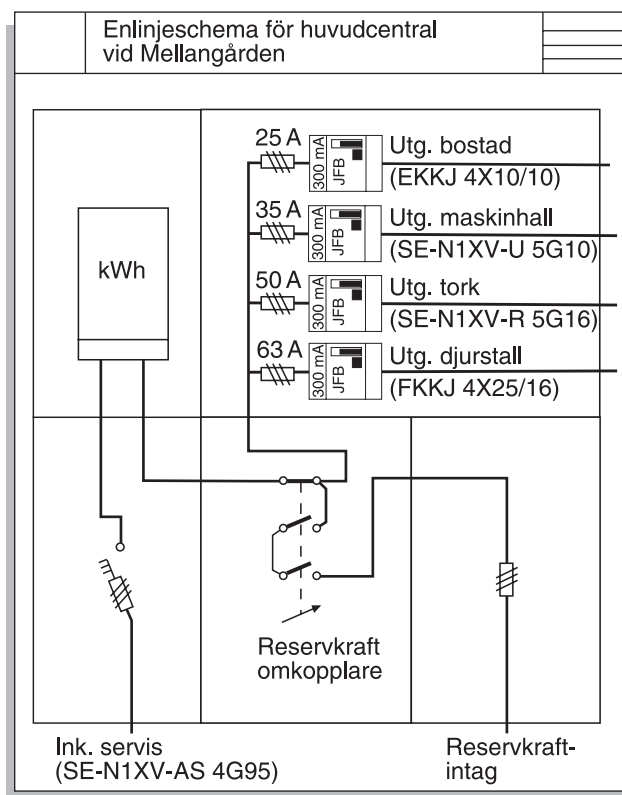 Enlinjeschema för huvudcentral
vid Mellangården
kWh
25 A
300 mA
JFB
Utg. bostad
(EKKJ 4X10/10)
35 A
300 mA
JFB
Utg. maskinhall
(SE-N1XV-U 5G10)
50 A
300 mA
JFB
Utg. tork
(SE-N1XV-R 5G16)
63 A
300 mA
JFB
Utg. djurstall
(FKKJ 4X25/16)
Reservkraft
omkopplare
Ink. servis
(SE-N1XV-AS 4G95)
Reservkraft-
intag